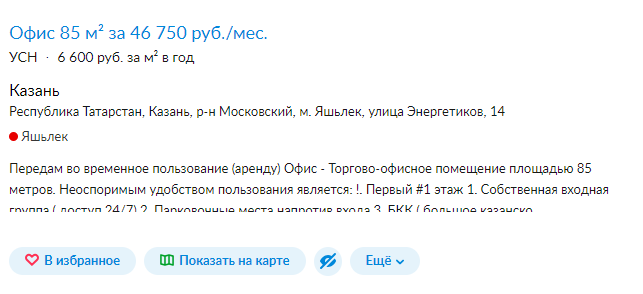 Офис 85 м² за 46 750 руб./мес.
УСН · 6 600 руб. за м² в год
Казань
Республика Татарстан, Казань, р-н Московский, м. Яшьлек, улица Энергетиков, 14
Яшьлек
Передам во временное пользование (аренду) Офис - Торгово-офисное помещение площадью 85
метров. Неоспоримым удобством пользования является: !. Первый #1 этаж 1. Собственная входная
группа ( доступ 24/7) 2. Парковочные места напротив входа 3. БКК ( большое казанско
В избранное Показать на карте Ещё